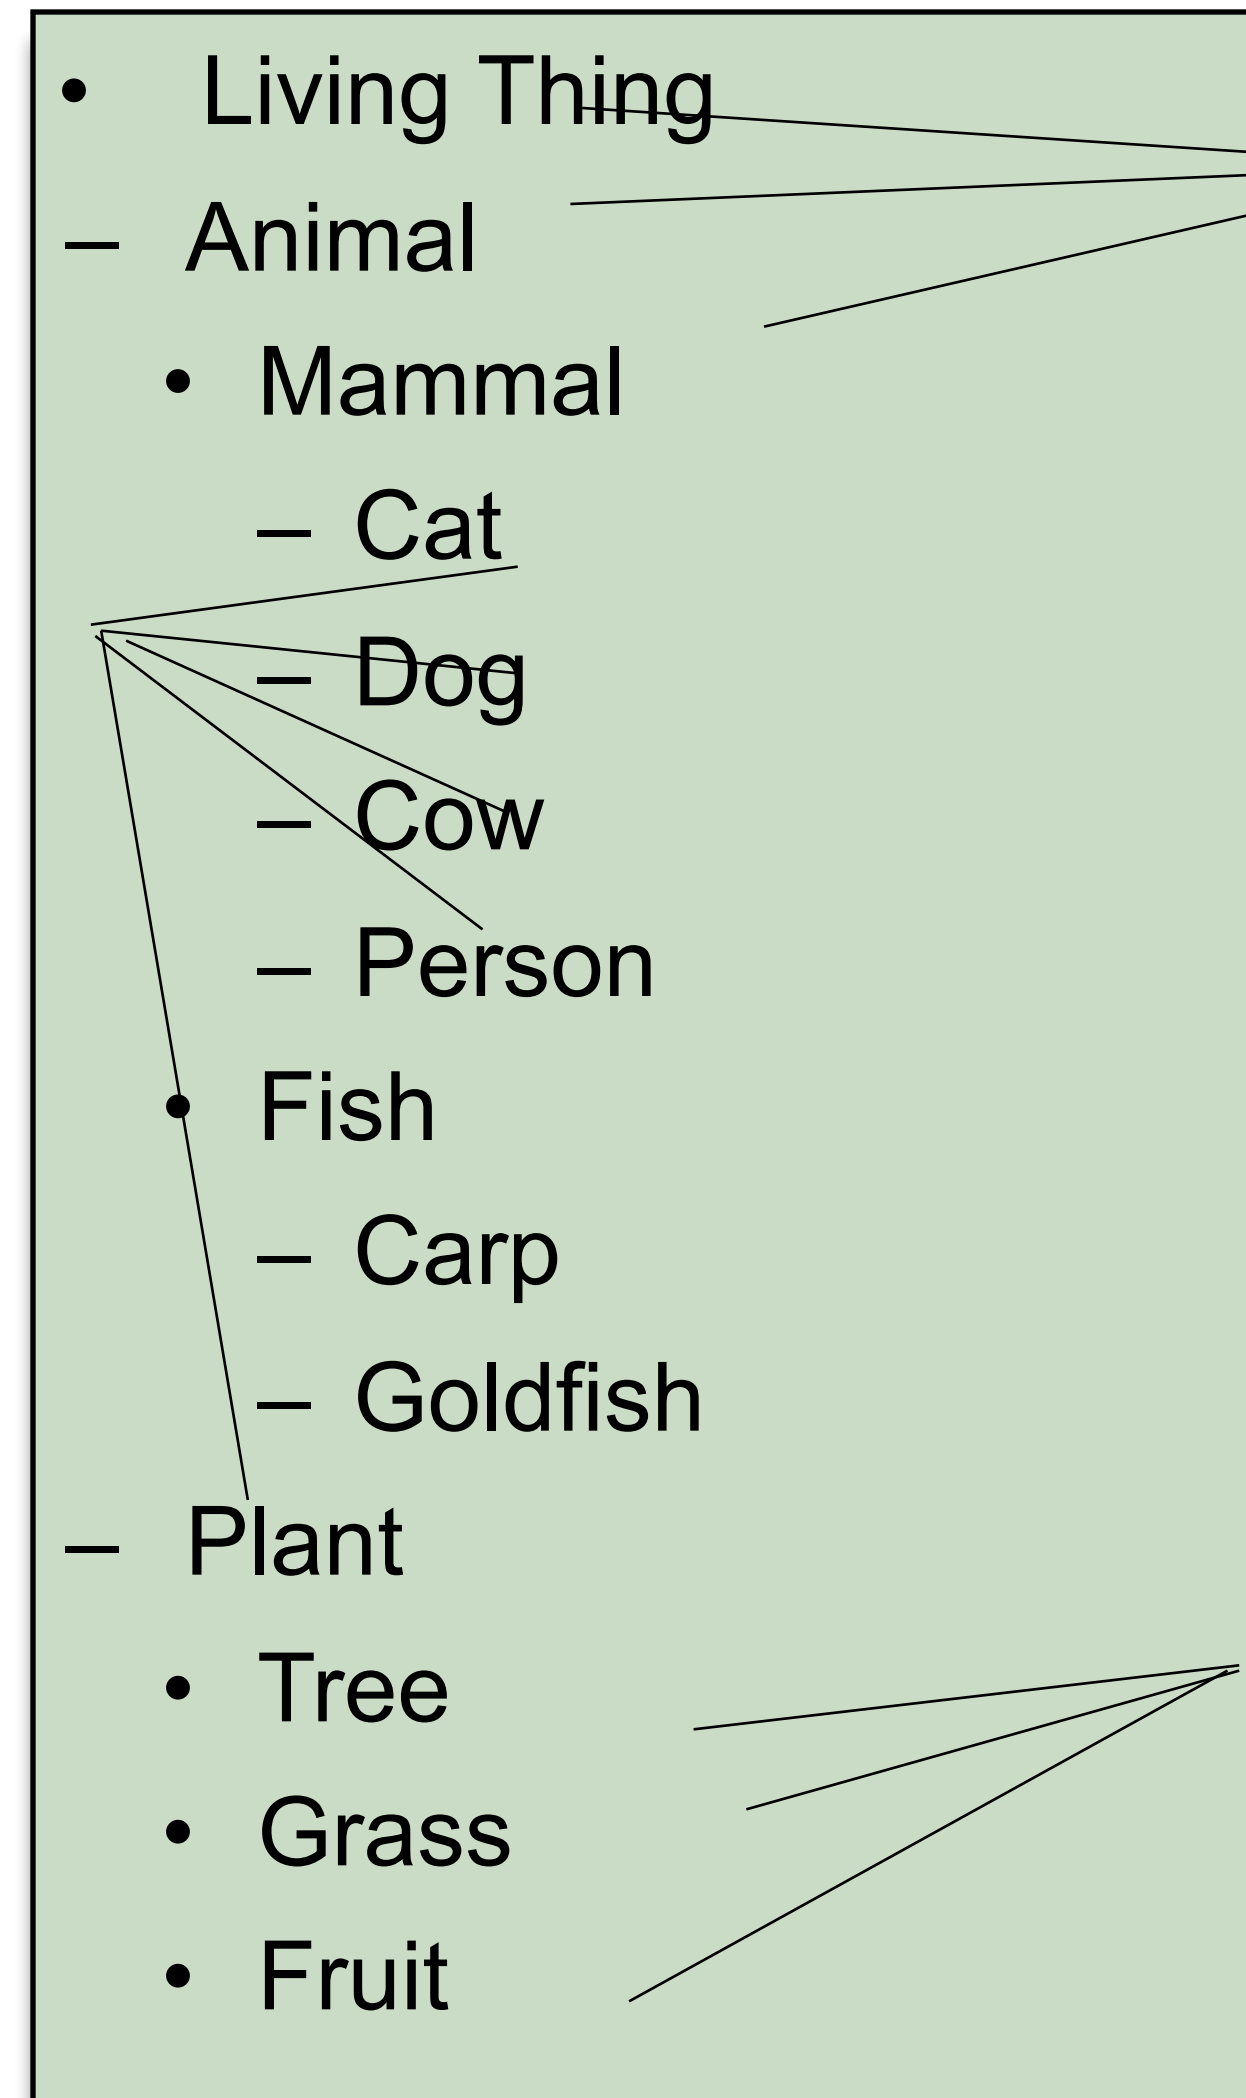 • Living Thing
– Animal
• Mammal
– Cat
– Dog
– Cow
– Person
• Fish
– Carp
– Goldfish
– Plant
• Tree
• Grass
• Fruit